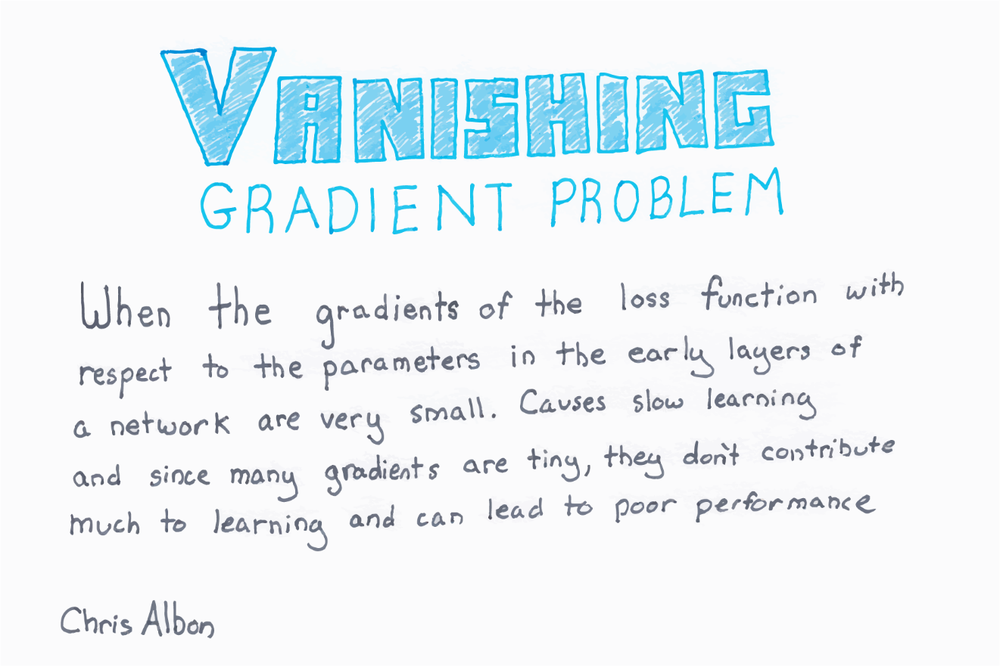 VANISHING
GRADIENT PROBLEM
When the gradients of the loss function with
respect to the parameters in the early layers of
a network are very small. Causes slow learning
and since many gradients are tiny, they don't contribute
much to learning and can lead to poor performance
Chris Albon